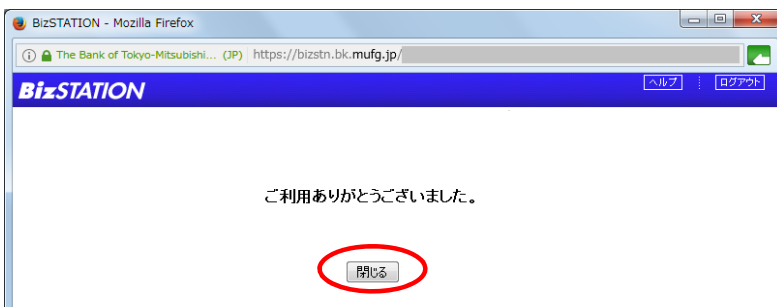 BizSTATION - Mozilla Firefox
The Bank of Tokyo-Mitsubishi... (JP) https://bizstn.bk.mufg.jp/
BizSTATION ヘルプ ログアウト
ご利用ありがとうございました。
閉じる